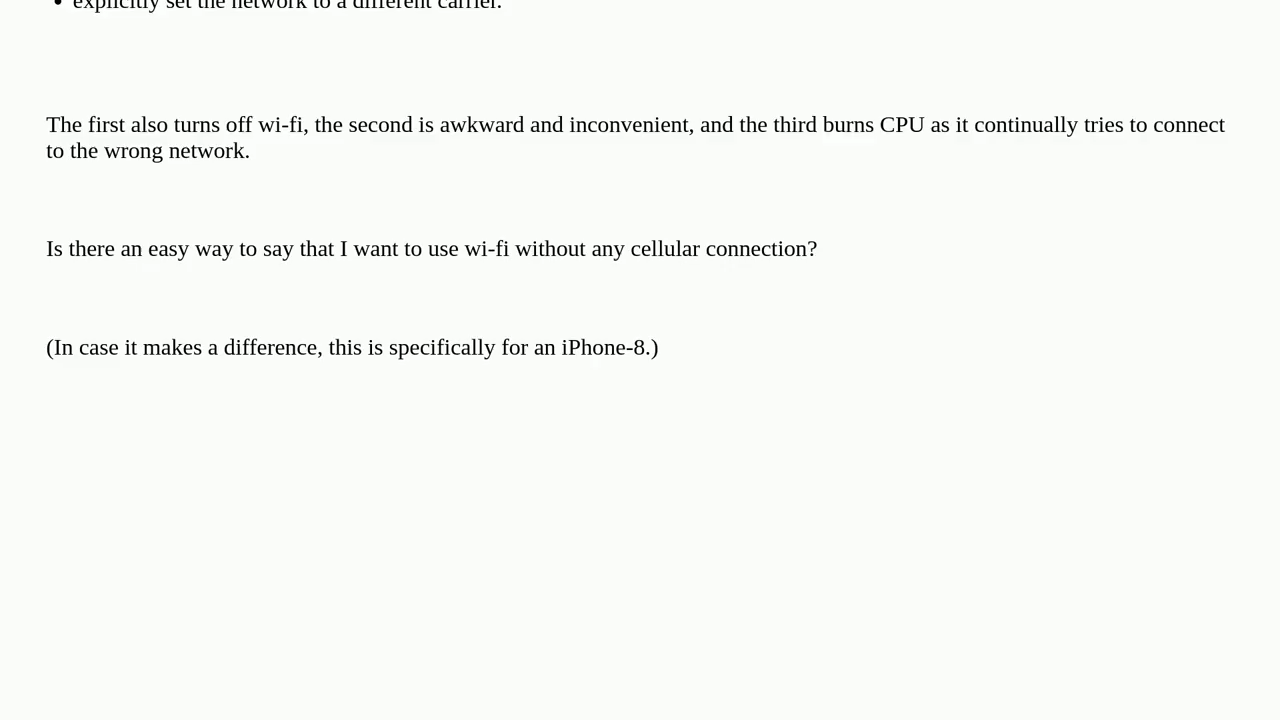 • explicitly set the network to a different carrier.
The first also turns off wi-fi, the second is awkward and inconvenient, and the third burns CPU as it continually tries to connect
to the wrong network.
Is there an easy way to say that I want to use wi-fi without any cellular connection?
(In case it makes a difference, this is specifically for an iPhone-8.)